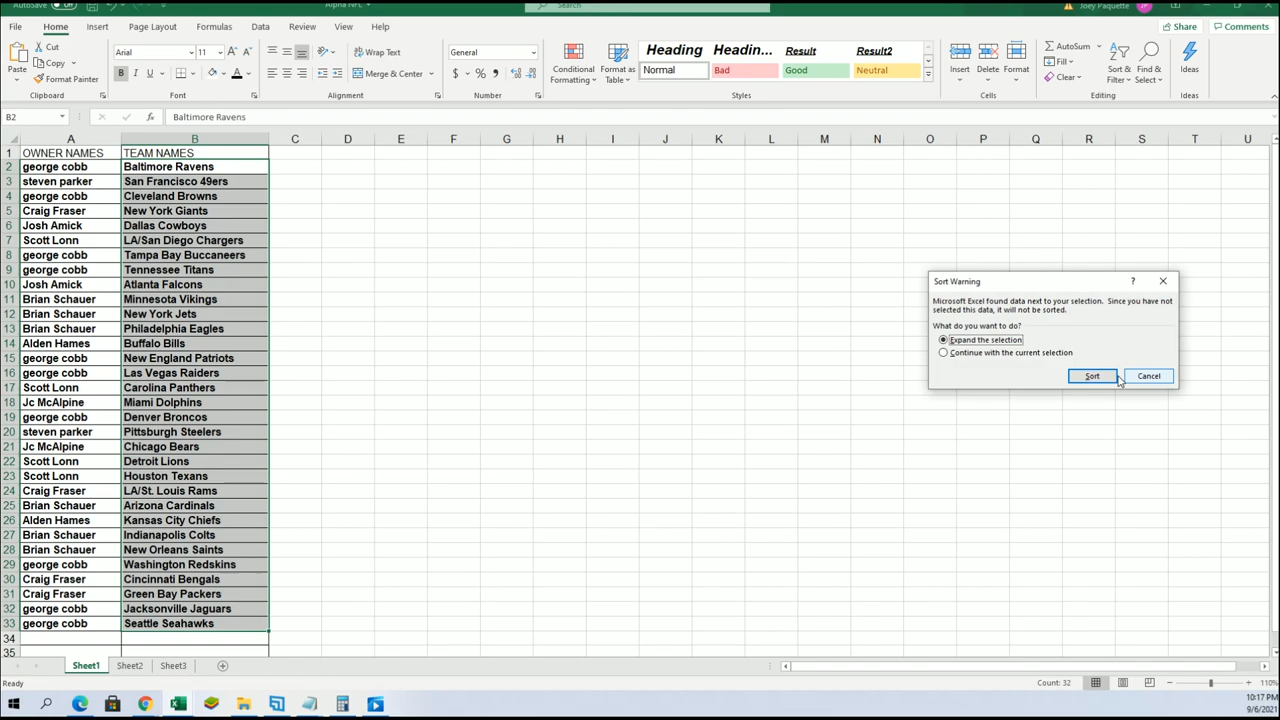 AutoSave Off Alpha NFL Search Joey Paquette JP
File Home Insert Page Layout Formulas Data Review View Help Share Comments
Paste Cut Copy Format Painter Clipboard
Arial 11 A A B I U A Font
Wrap Text Merge & Center Alignment
General $ % Number
Conditional Formatting Format as Table
Heading Headin... Result Result2
Normal Bad Good Neutral
Styles
Insert Delete Format Cells
AutoSum Fill Clear Sort & Filter Find & Select Editing
Ideas Ideas
B2 fx Baltimore Ravens
A B C D E F G H I J K L M N O P Q R S T U
1 OWNER NAMES TEAM NAMES
2 george cobb Baltimore Ravens
3 steven parker San Francisco 49ers
4 george cobb Cleveland Browns
5 Craig Fraser New York Giants
6 Josh Amick Dallas Cowboys
7 Scott Lonn LA/San Diego Chargers
8 george cobb Tampa Bay Buccaneers
9 george cobb Tennessee Titans
10 Josh Amick Atlanta Falcons
11 Brian Schauer Minnesota Vikings
12 Brian Schauer New York Jets
13 Brian Schauer Philadelphia Eagles
14 Alden Hames Buffalo Bills
15 george cobb New England Patriots
16 george cobb Las Vegas Raiders
17 Scott Lonn Carolina Panthers
18 Jc McAlpine Miami Dolphins
19 george cobb Denver Broncos
20 steven parker Pittsburgh Steelers
21 Jc McAlpine Chicago Bears
22 Scott Lonn Detroit Lions
23 Scott Lonn Houston Texans
24 Craig Fraser LA/St. Louis Rams
25 Brian Schauer Arizona Cardinals
26 Alden Hames Kansas City Chiefs
27 Brian Schauer Indianapolis Colts
28 Brian Schauer New Orleans Saints
29 george cobb Washington Redskins
30 Craig Fraser Cincinnati Bengals
31 Craig Fraser Green Bay Packers
32 george cobb Jacksonville Jaguars
33 george cobb Seattle Seahawks
34
35
Sort Warning ?
Microsoft Excel found data next to your selection. Since you have not
selected this data, it will not be sorted.
What do you want to do?
Expand the selection
Continue with the current selection
Sort Cancel
Sheet1 Sheet2 Sheet3
Ready Count: 32 110%
10:17 PM
9/6/2021